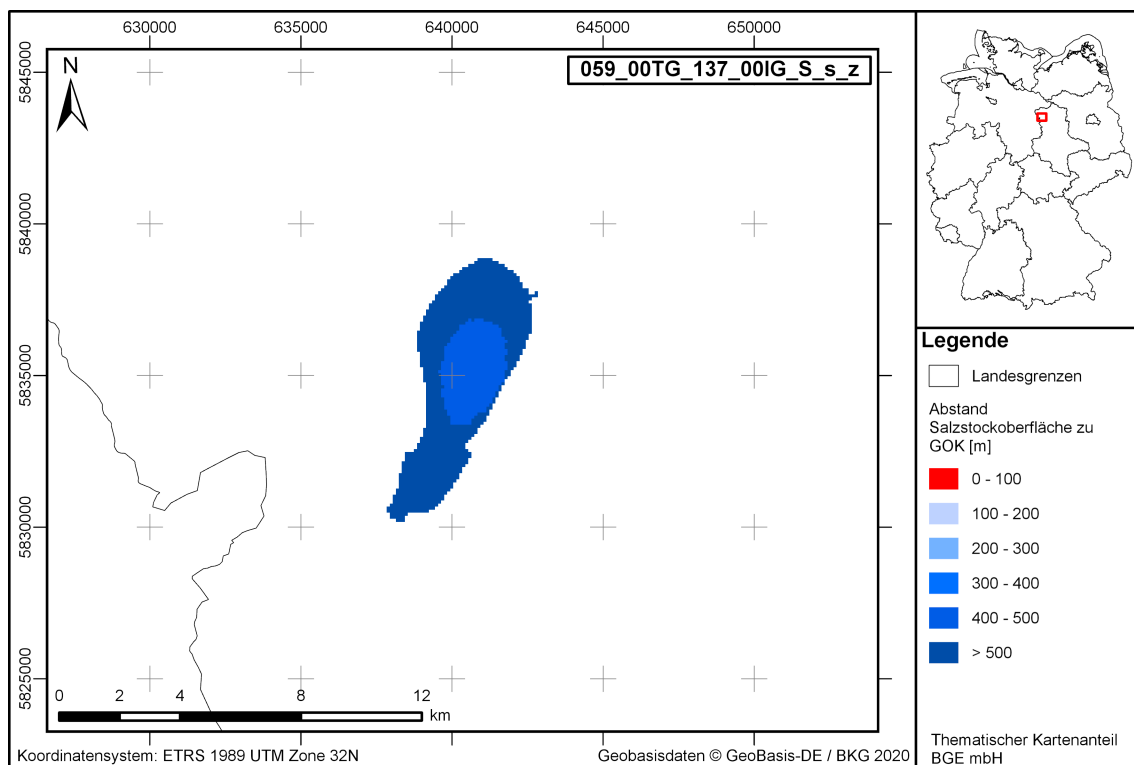 630000 635000 640000 645000 650000
059_00TG_137_00IG_S_s_z
N
5845000
5840000
5835000
5830000
5825000
0 2 4 8 12
km
Koordinatensystem: ETRS 1989 UTM Zone 32N
Geobasisdaten © GeoBasis-DE / BKG 2020
Legende
Landesgrenzen
Abstand
Salzstockoberfläche zu
GOK [m]
0 - 100
100 - 200
200 - 300
300 - 400
400 - 500
> 500
Thematischer Kartenanteil
BGE mbH